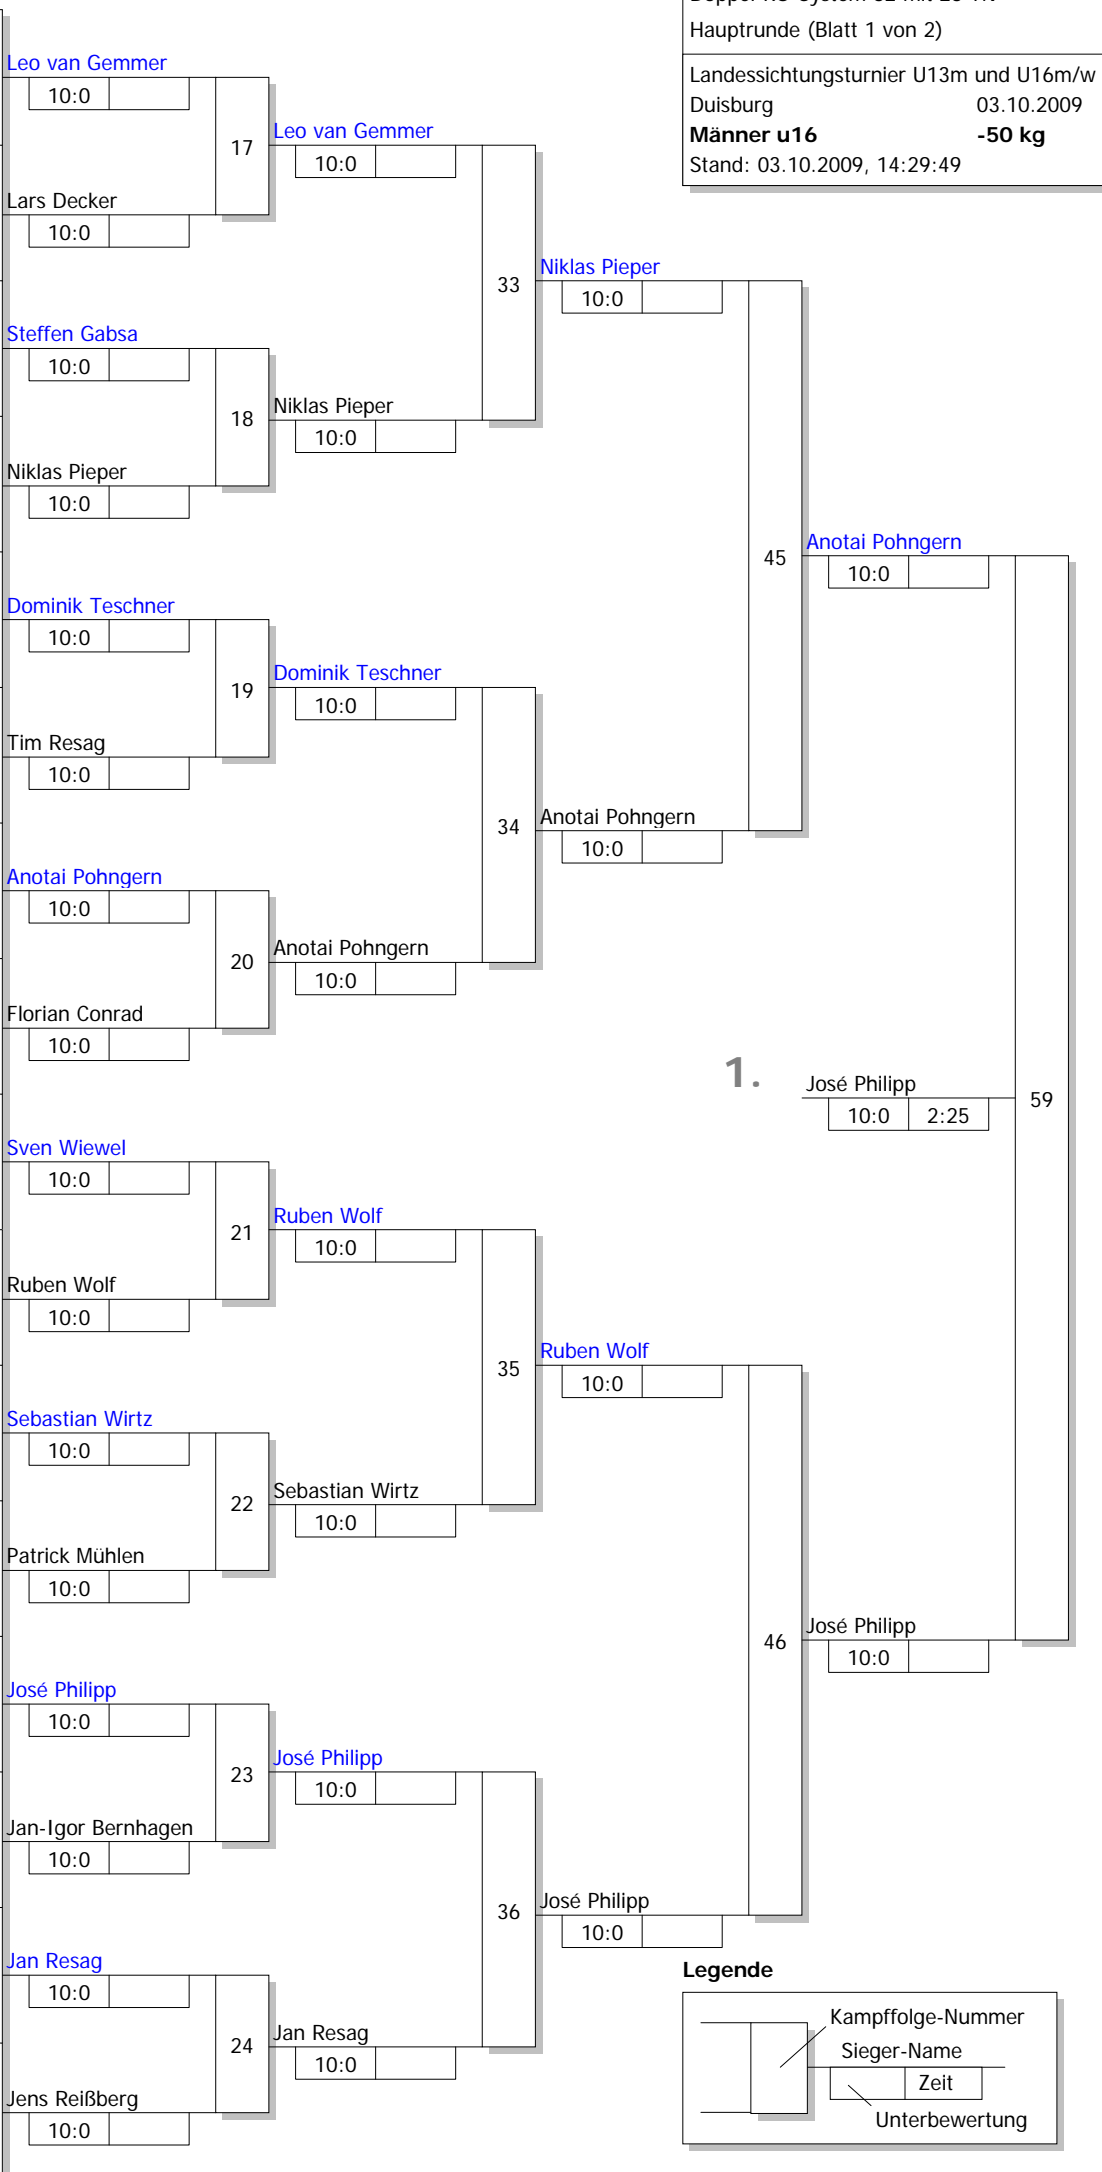 Hauptrunde (Blatt 1 von 2)
Landessichtungsturnier U13m und U16m/w
Duisburg 03.10.2009
Männer u16 -50 kg
Stand: 03.10.2009, 14:29:49
Leo van Gemmer
10:0
17
Leo van Gemmer
10:0
Lars Decker
10:0
33
Niklas Pieper
10:0
Steffen Gabsa
10:0
18
Niklas Pieper
10:0
Niklas Pieper
10:0
45
Anotai Pohngern
10:0
Dominik Teschner
10:0
19
Dominik Teschner
10:0
Tim Resag
10:0
34
Anotai Pohngern
10:0
Anotai Pohngern
10:0
20
Anotai Pohngern
10:0
Florian Conrad
10:0
1.
José Philipp
10:0 2:25
59
Sven Wiewel
10:0
21
Ruben Wolf
10:0
Ruben Wolf
10:0
35
Ruben Wolf
10:0
Sebastian Wirtz
10:0
22
Sebastian Wirtz
10:0
Patrick Mühlen
10:0
46
José Philipp
10:0
José Philipp
10:0
23
José Philipp
10:0
Jan-Igor Bernhagen
10:0
36
José Philipp
10:0
Jan Resag
10:0
24
Jan Resag
10:0
Jens Reißberg
10:0
Legende
Kampffolge-Nummer
Sieger-Name
Zeit
Unterbewertung